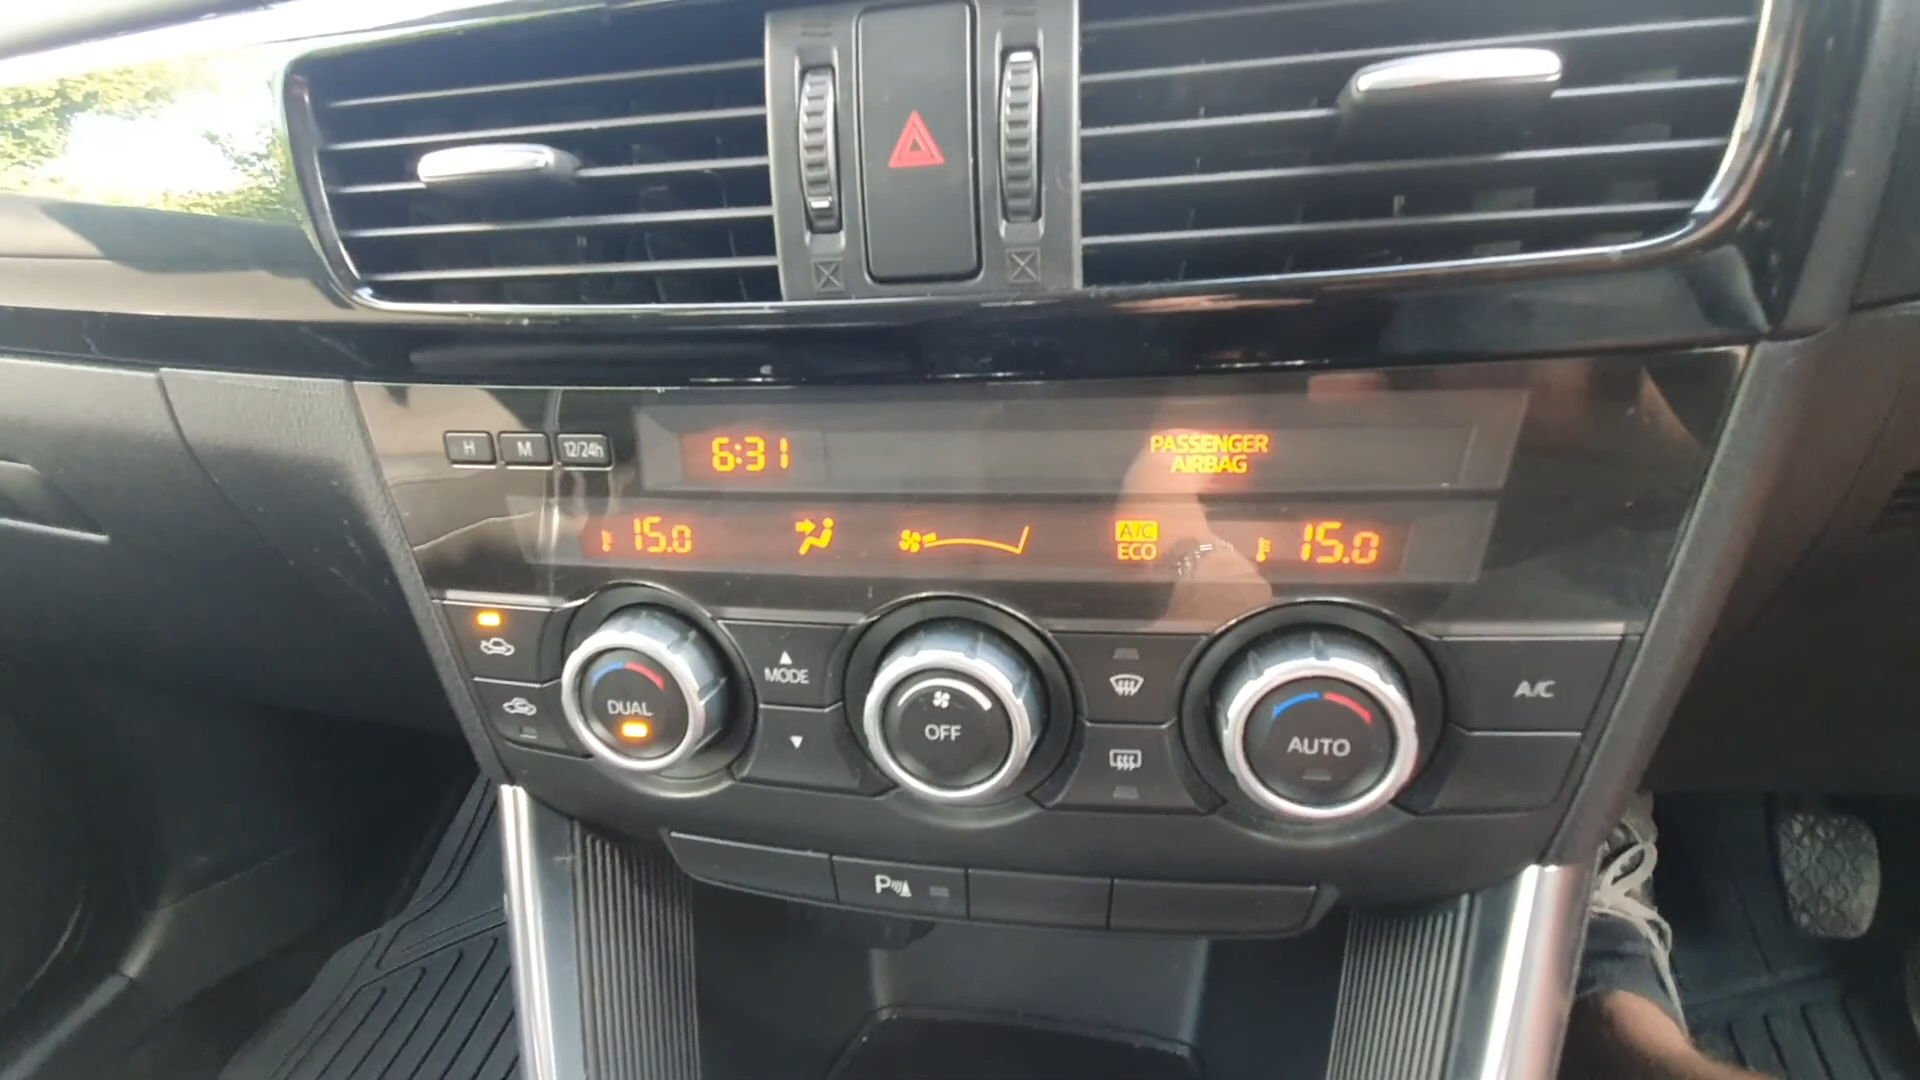 H M 12/24h
6:31
PASSENGER
AIRBAG
15.0
A/C
ECO
15.0
DUAL
MODE
OFF
AUTO
A/C
P